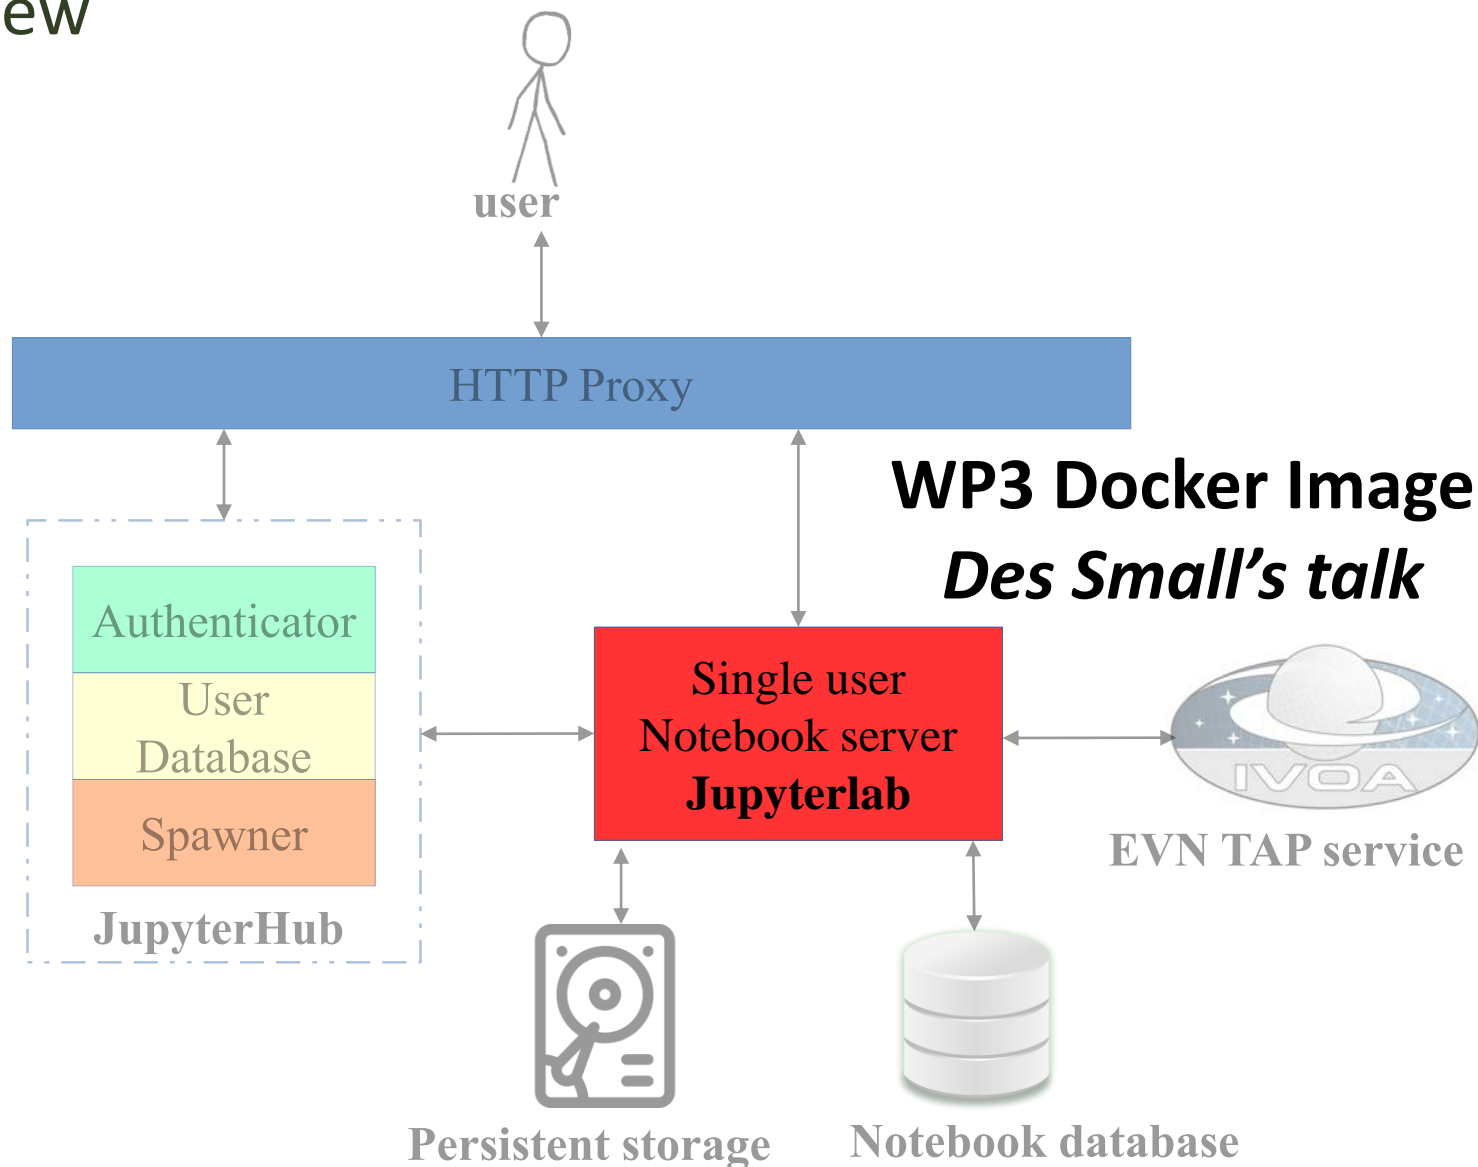 ew
user
HTTP Proxy
WP3 Docker Image
Des Small’s talk
Authenticator
User
Database
Spawner
JupyterHub
Single user
Notebook server
Jupyterlab
IVOA
EVN TAP service
Persistent storage
Notebook database